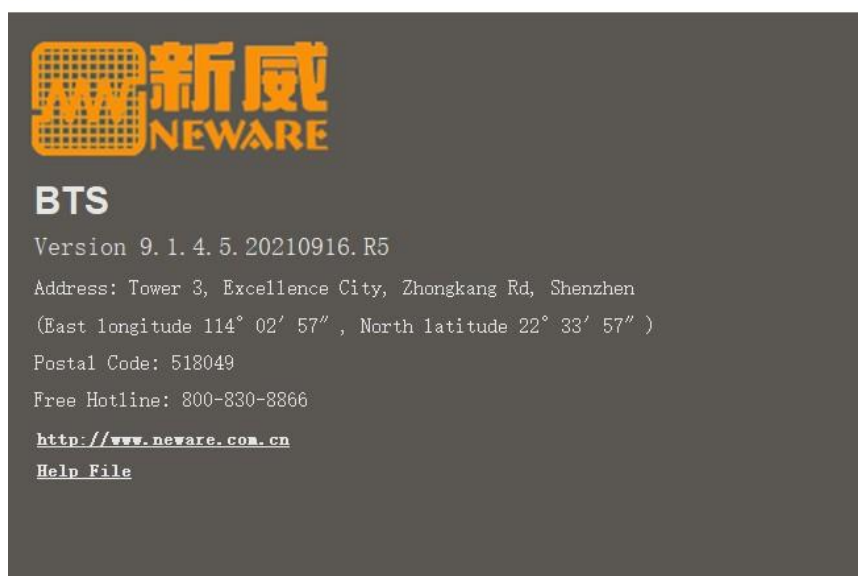 新威
NEWARE
BTS
Version 9.1.4.5.20210916.R5
Address: Tower 3, Excellence City, Zhongkang Rd, Shenzhen
(East longitude 114° 02′ 57″ , North latitude 22° 33′ 57″ )
Postal Code: 518049
Free Hotline: 800-830-8866
http://www.neware.com.cn
Help File